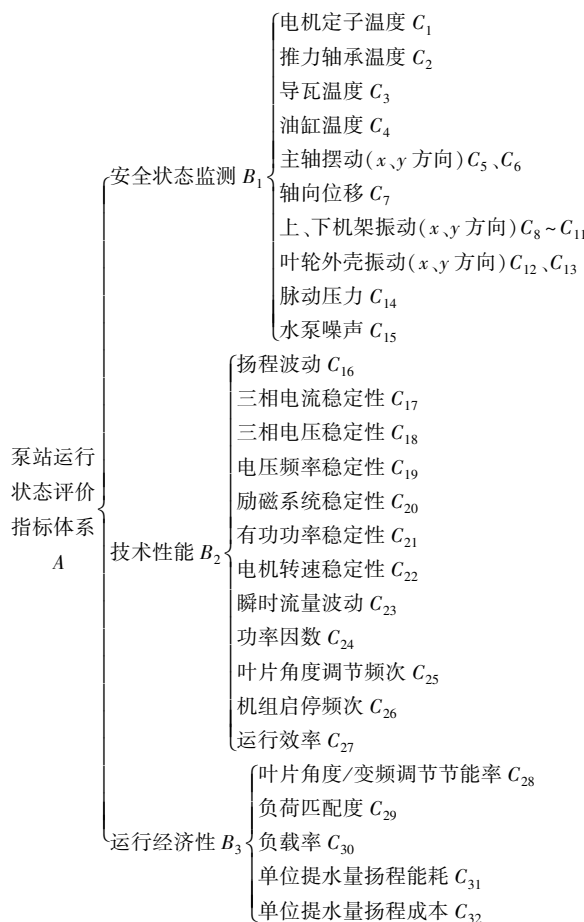 泵站运行
状态评价
指标体系
A
安全状态监测 B₁
电机定子温度 C₁
推力轴承温度 C₂
导瓦温度 C₃
油缸温度 C₄
主轴摆动(x、y 方向)C₅、C₆
轴向位移 C₇
上、下机架振动(x、y 方向)C₈~C₁₁
叶轮外壳振动(x、y 方向)C₁₂、C₁₃
脉动压力 C₁₄
水泵噪声 C₁₅
技术性能 B₂
扬程波动 C₁₆
三相电流稳定性 C₁₇
三相电压稳定性 C₁₈
电压频率稳定性 C₁₉
励磁系统稳定性 C₂₀
有功功率稳定性 C₂₁
电机转速稳定性 C₂₂
瞬时流量波动 C₂₃
功率因数 C₂₄
叶片角度调节频次 C₂₅
机组启停频次 C₂₆
运行效率 C₂₇
运行经济性 B₃
叶片角度/变频调节节能率 C₂₈
负荷匹配度 C₂₉
负载率 C₃₀
单位提水量扬程能耗 C₃₁
单位提水量扬程成本 C₃₂